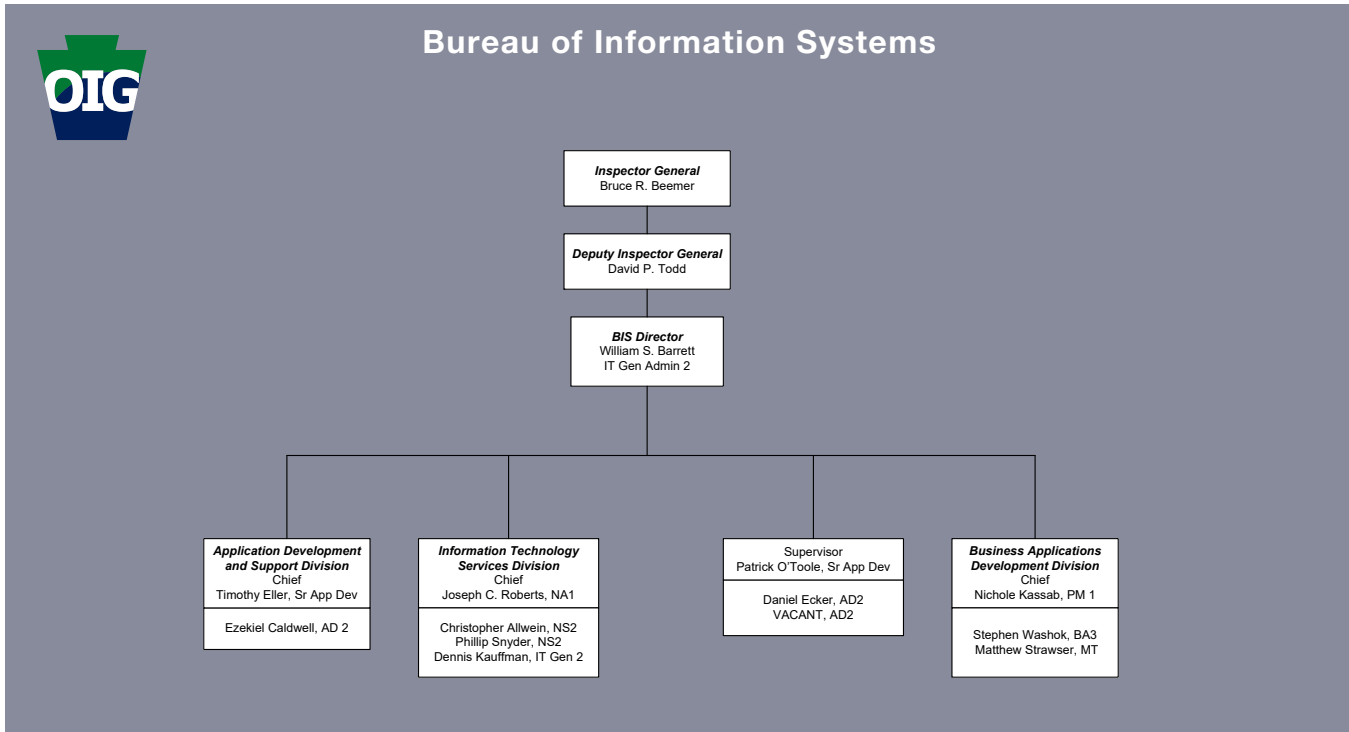 Bureau of Information Systems
OIG
Inspector General
Bruce R. Beemer
Deputy Inspector General
David P. Todd
BIS Director
William S. Barrett
IT Gen Admin 2
Application Development
and Support Division
Chief
Timothy Eller, Sr App Dev
Ezekiel Caldwell, AD 2
Information Technology
Services Division
Chief
Joseph C. Roberts, NA1
Christopher Allwein, NS2
Phillip Snyder, NS2
Dennis Kauffman, IT Gen 2
Supervisor
Patrick O'Toole, Sr App Dev
Daniel Ecker, AD2
VACANT, AD2
Business Applications
Development Division
Chief
Nichole Kassab, PM 1
Stephen Washok, BA3
Matthew Strawser, MT